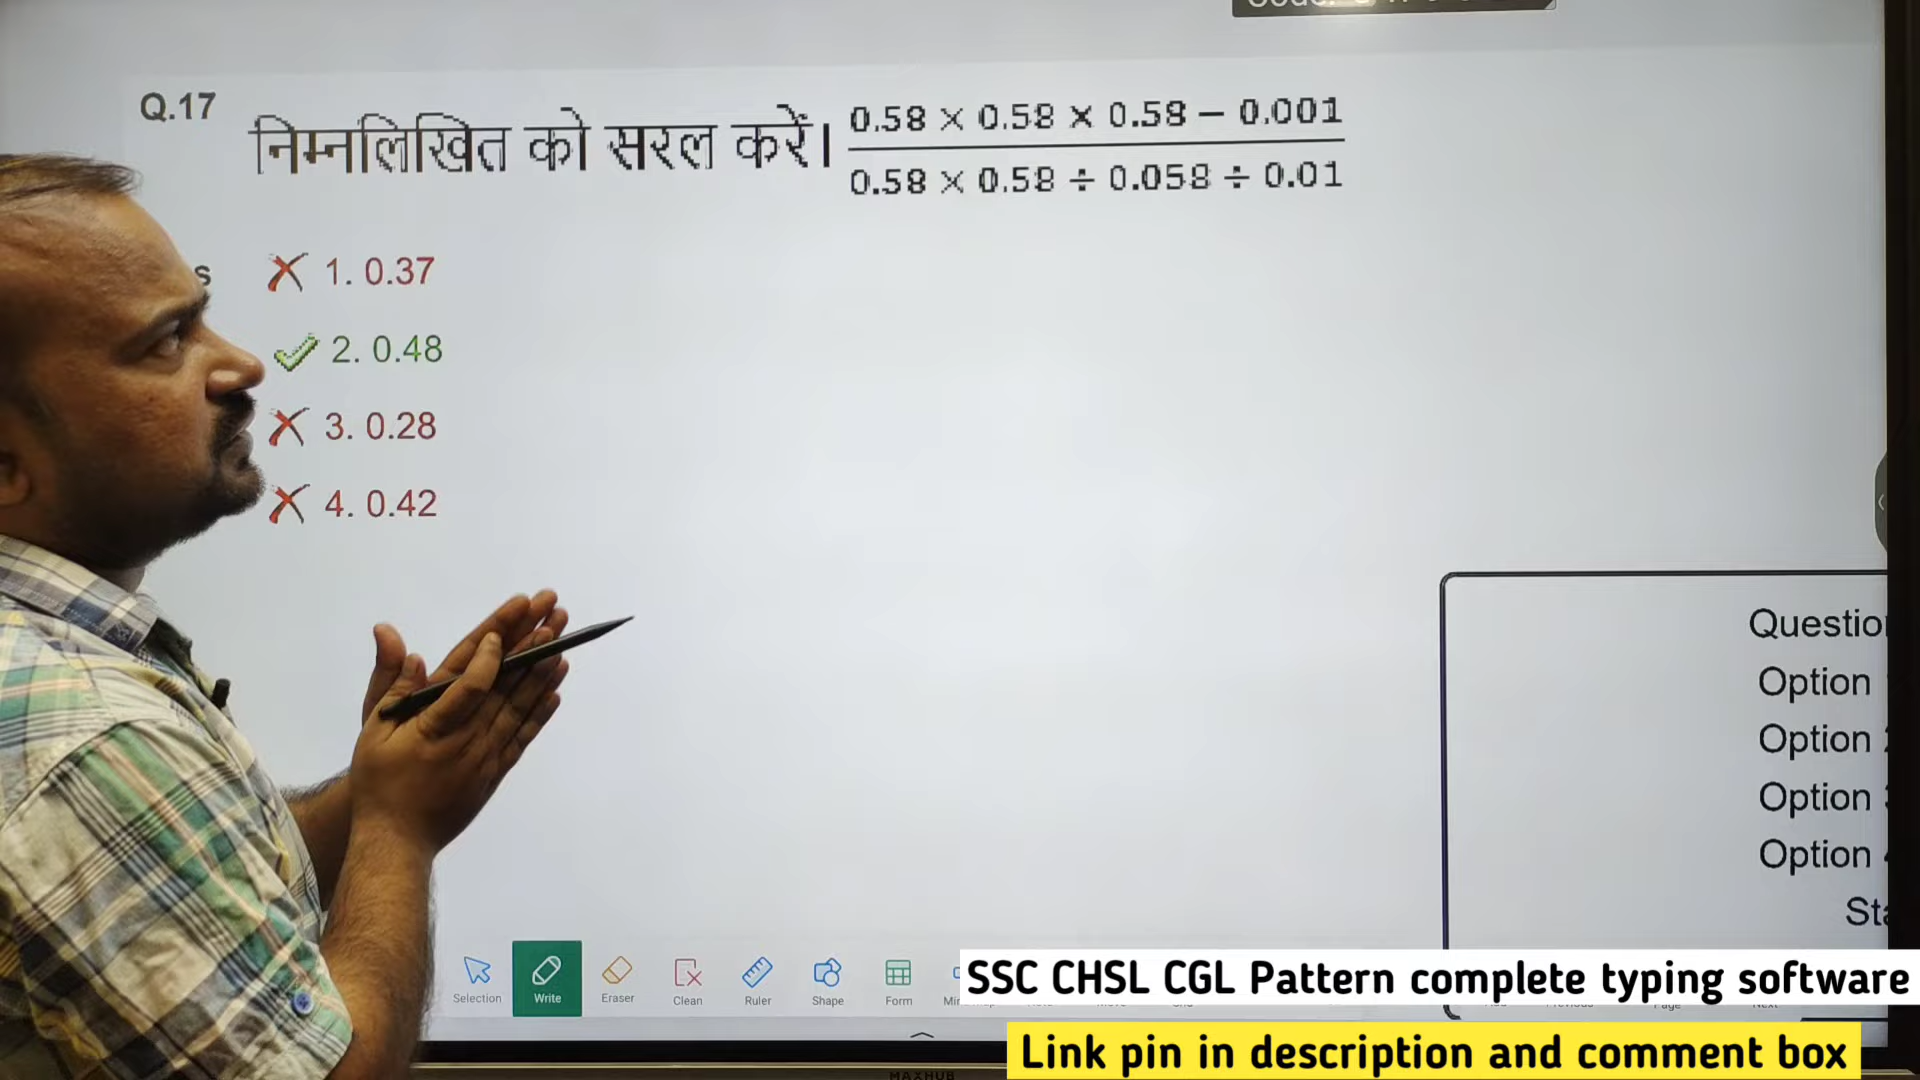 Q.17
निम्नलिखित को सरल करें। 0.58 × 0.58 × 0.58 − 0.001
0.58 × 0.58 ÷ 0.058 ÷ 0.01
s
1. 0.37
2. 0.48
3. 0.28
4. 0.42
Questio
Option
Option
Option
Option
Sta
Selection Write Eraser Clean Ruler Shape Form
SSC CHSL CGL Pattern complete typing software
Link pin in description and comment box
MAXHUB